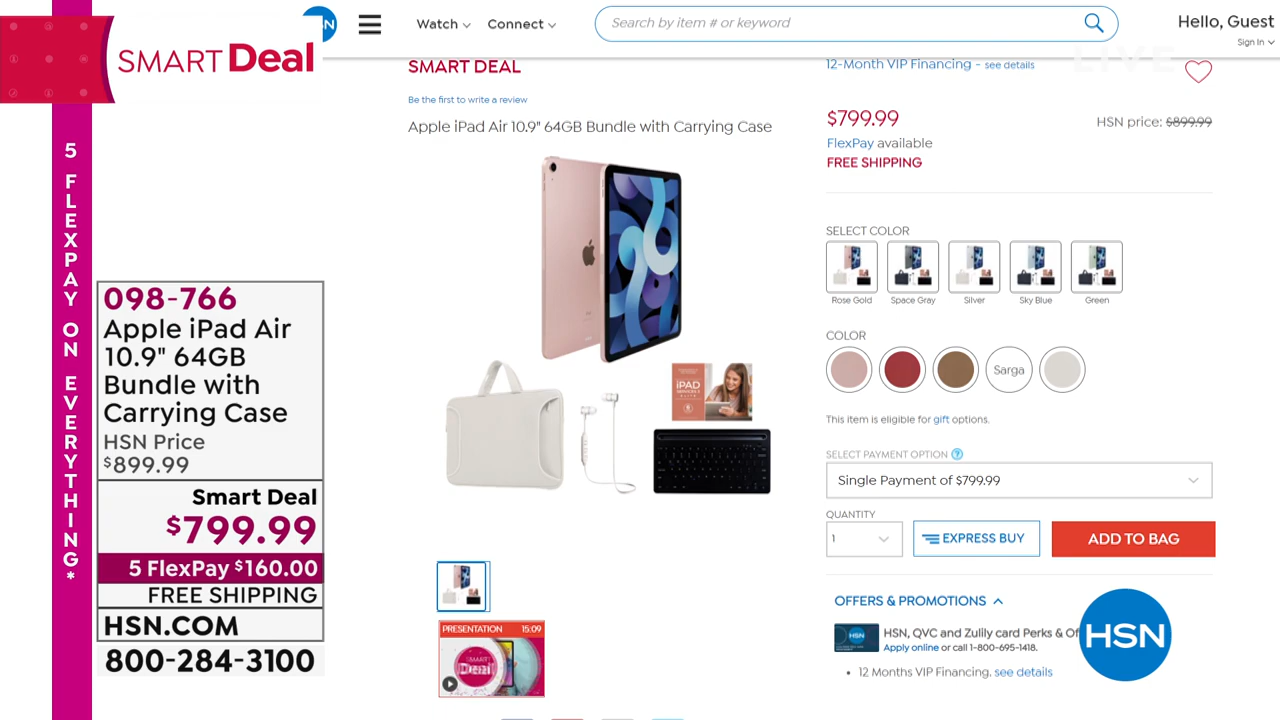 SMART Deal
5 FLEXPAY ON EVERYTHING*
098-766
Apple iPad Air
10.9" 64GB
Bundle with
Carrying Case
HSN Price
$899.99
Smart Deal
$799.99
5 FlexPay $160.00
FREE SHIPPING
HSN.COM
800-284-3100
N
Watch
Connect
Search by item # or keyword
Hello, Guest
Sign In
LIVE
SMART DEAL
Be the first to write a review
Apple iPad Air 10.9" 64GB Bundle with Carrying Case
iPAD
PRESENTATION 15:09
SMART
Deal
12-Month VIP Financing - see details
$799.99
HSN price: $899.99
FlexPay available
FREE SHIPPING
SELECT COLOR
Rose Gold
Space Gray
Silver
Sky Blue
Green
COLOR
Sarga
This item is eligible for gift options.
SELECT PAYMENT OPTION ?
Single Payment of $799.99
QUANTITY
1
EXPRESS BUY
ADD TO BAG
OFFERS & PROMOTIONS
HSN
HSN, QVC and Zulily card Perks & Of
Apply online or call 1-800-695-1418.
• 12 Months VIP Financing. see details
HSN